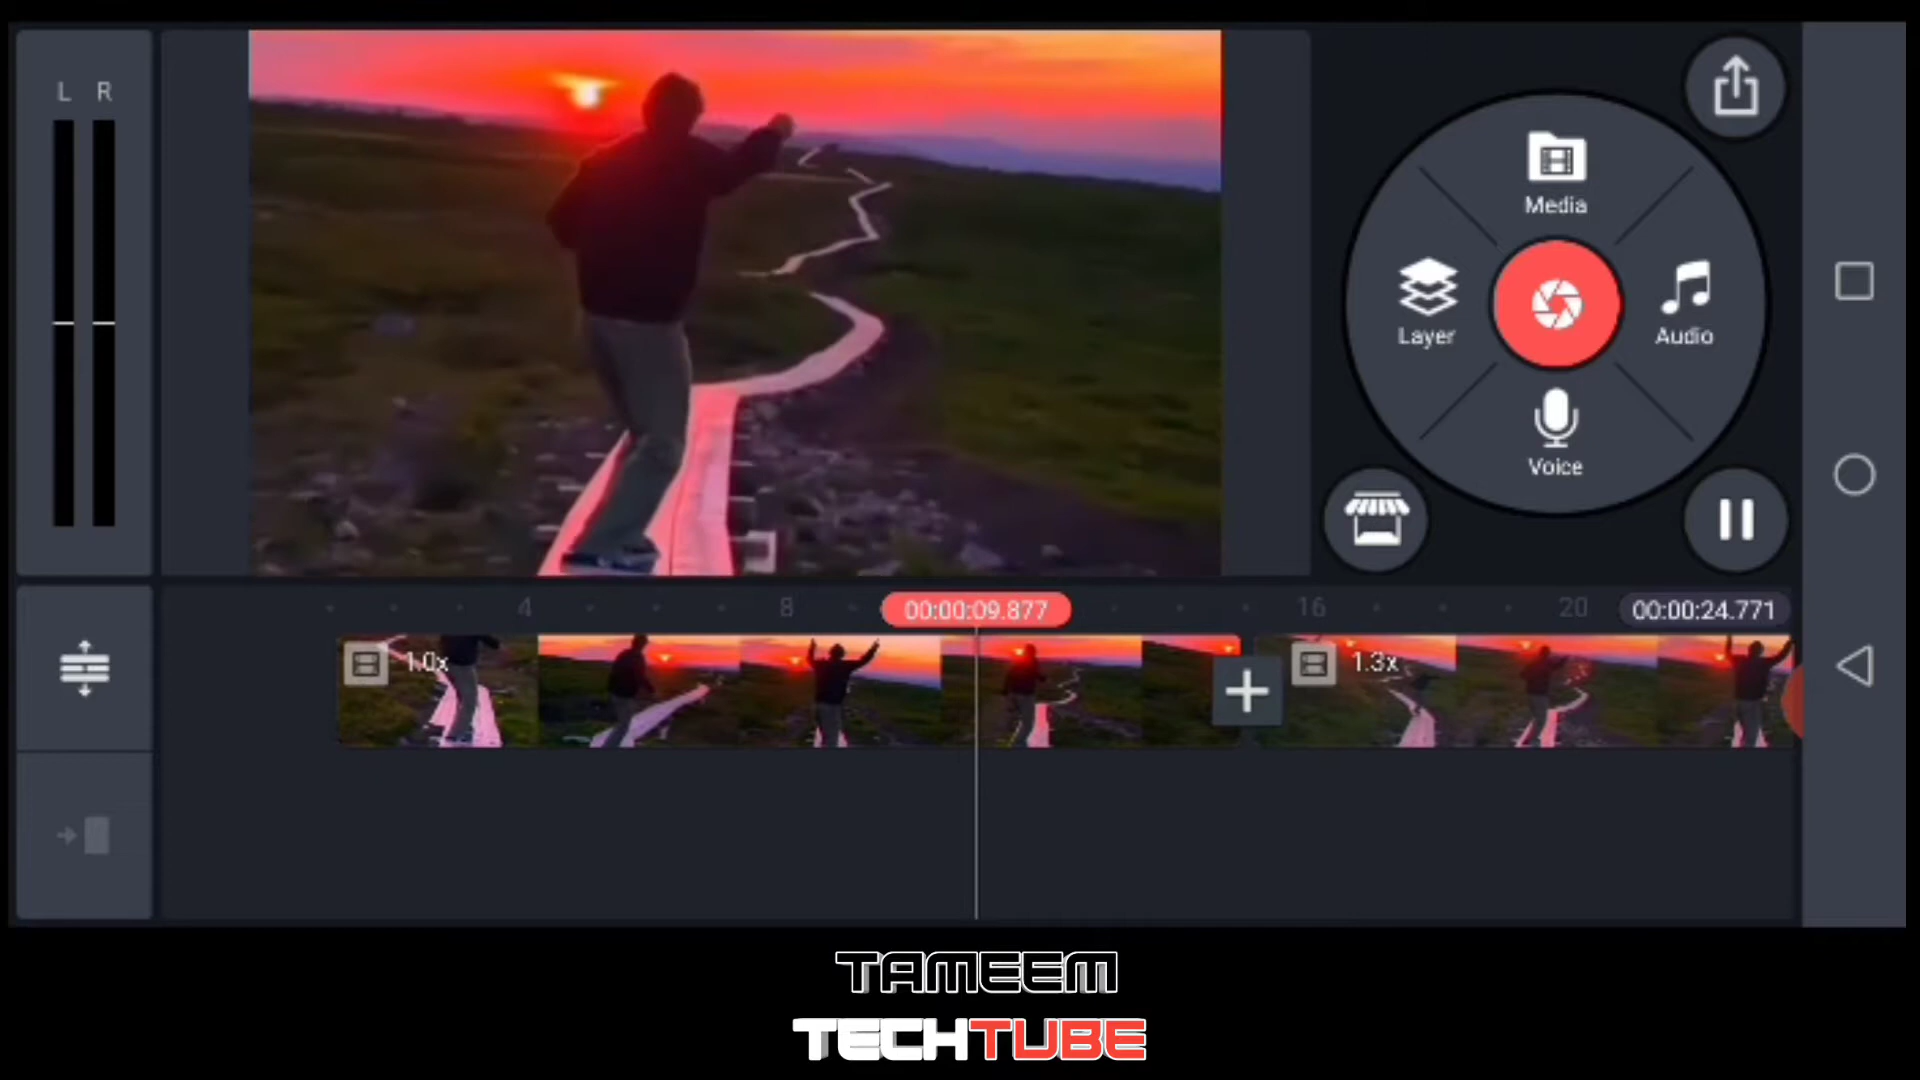 L R
Media
Layer
Audio
Voice
4
8
00:00:09.877
16
20
00:00:24.771
1.0x
1.3x
TAMEEM
TECHTUBE